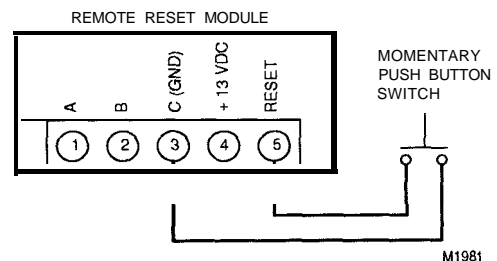 REMOTE RESET MODULE
A
B
C (GND)
+ 13 VDC
RESET
1 2 3 4 5
MOMENTARY
PUSH BUTTON
SWITCH
M1981